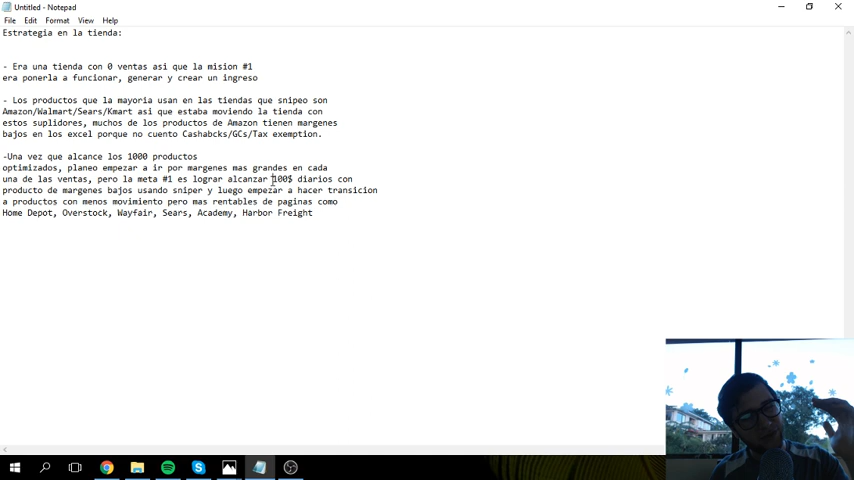 Untitled - Notepad
File Edit Format View Help
Estrategia en la tienda:
- Era una tienda con 0 ventas asi que la mision #1
era ponerla a funcionar, generar y crear un ingreso
- Los productos que la mayoria usan en las tiendas que snipeo son
Amazon/Walmart/Sears/Kmart asi que estaba moviendo la tienda con
estos suplidores, muchos de los productos de Amazon tienen margenes
bajos en los excel porque no cuento Cashabcks/GCs/Tax exemption.
-Una vez que alcance los 1000 productos
optimizados, planeo empezar a ir por margenes mas grandes en cada
una de las ventas, pero la meta #1 es lograr alcanzar 100$ diarios con
producto de margenes bajos usando sniper y luego empezar a hacer transicion
a productos con menos movimiento pero mas rentables de paginas como
Home Depot, Overstock, Wayfair, Sears, Academy, Harbor Freight